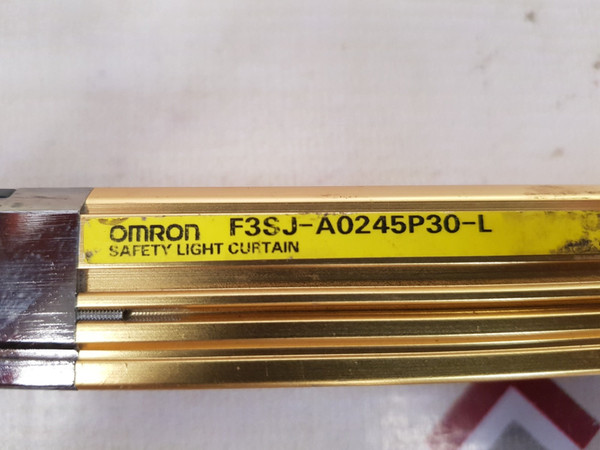 OMRON F3SJ-A0245P30-L
SAFETY LIGHT CURTAIN